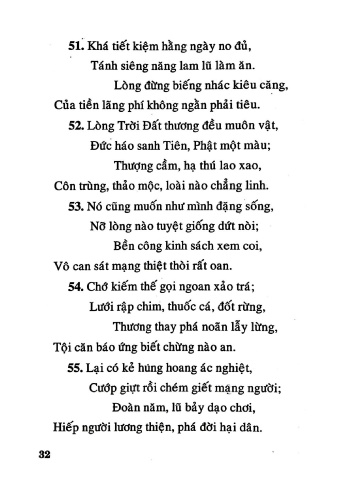 51. Khá tiết kiệm hằng ngày no đủ,
Tánh siêng năng lam lũ làm ăn.
Lòng đừng biếng nhác kiêu căng,
Của tiền lãng phí không ngằn phải tiêu.
52. Lòng Trời Đất thương đều muôn vật,
Đức háo sanh Tiên, Phật một màu;
Thượng cầm, hạ thú lao xao,
Côn trùng, thảo mộc, loài nào chẳng linh.
53. Nó cũng muốn như mình đặng sống,
Nỡ lòng nào tuyệt giống dứt nòi;
Bền công kinh sách xem coi,
Vô can sát mạng thiệt thòi rất oan.
54. Chớ kiếm thế gọi ngoan xảo trá;
Lưới rập chim, thuốc cá, đốt rừng,
Thương thay phá noãn lẫy lừng,
Tội căn báo ứng biết chừng nào an.
55. Lại có kẻ húng hoang ác nghiệt,
Cướp giựt rồi chém giết mạng người;
Đoàn năm, lũ bảy dạo chơi,
Hiếp người lương thiện, phá đời hại dân.
32